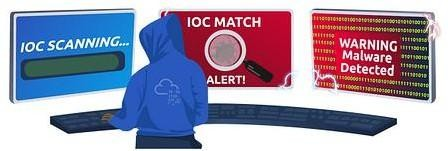 IOC SCANNING...
IOC MATCH
ALERT!
WARNING
Malware
Detected